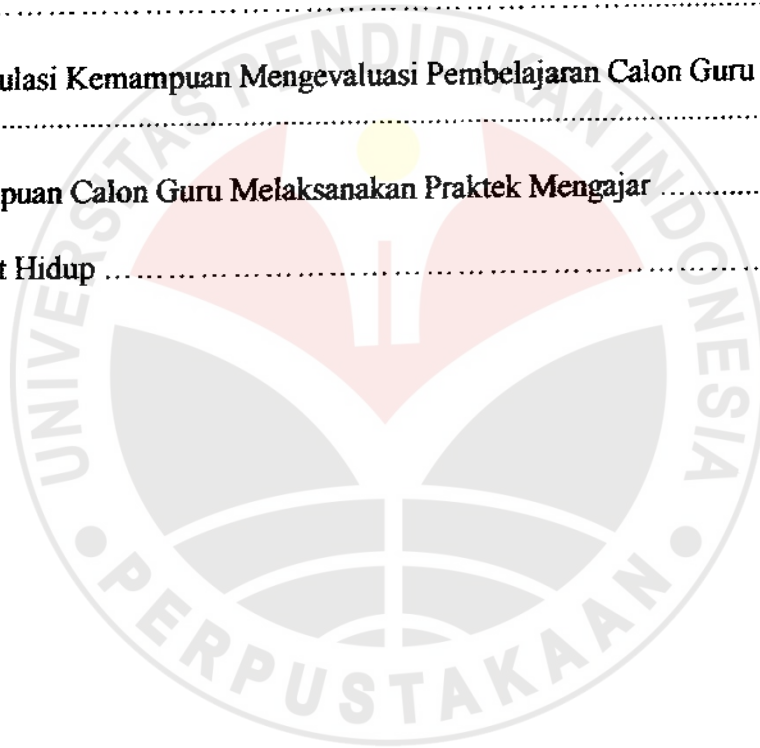 ...............................................................
ulasi Kemampuan Mengevaluasi Pembelajaran Calon Guru
...............................................................
puan Calon Guru Melaksanakan Praktek Mengajar ............
t Hidup ...............................................................
UNIVERSITAS PENDIDIKAN INDONESIA
PERPUSTAKAAN